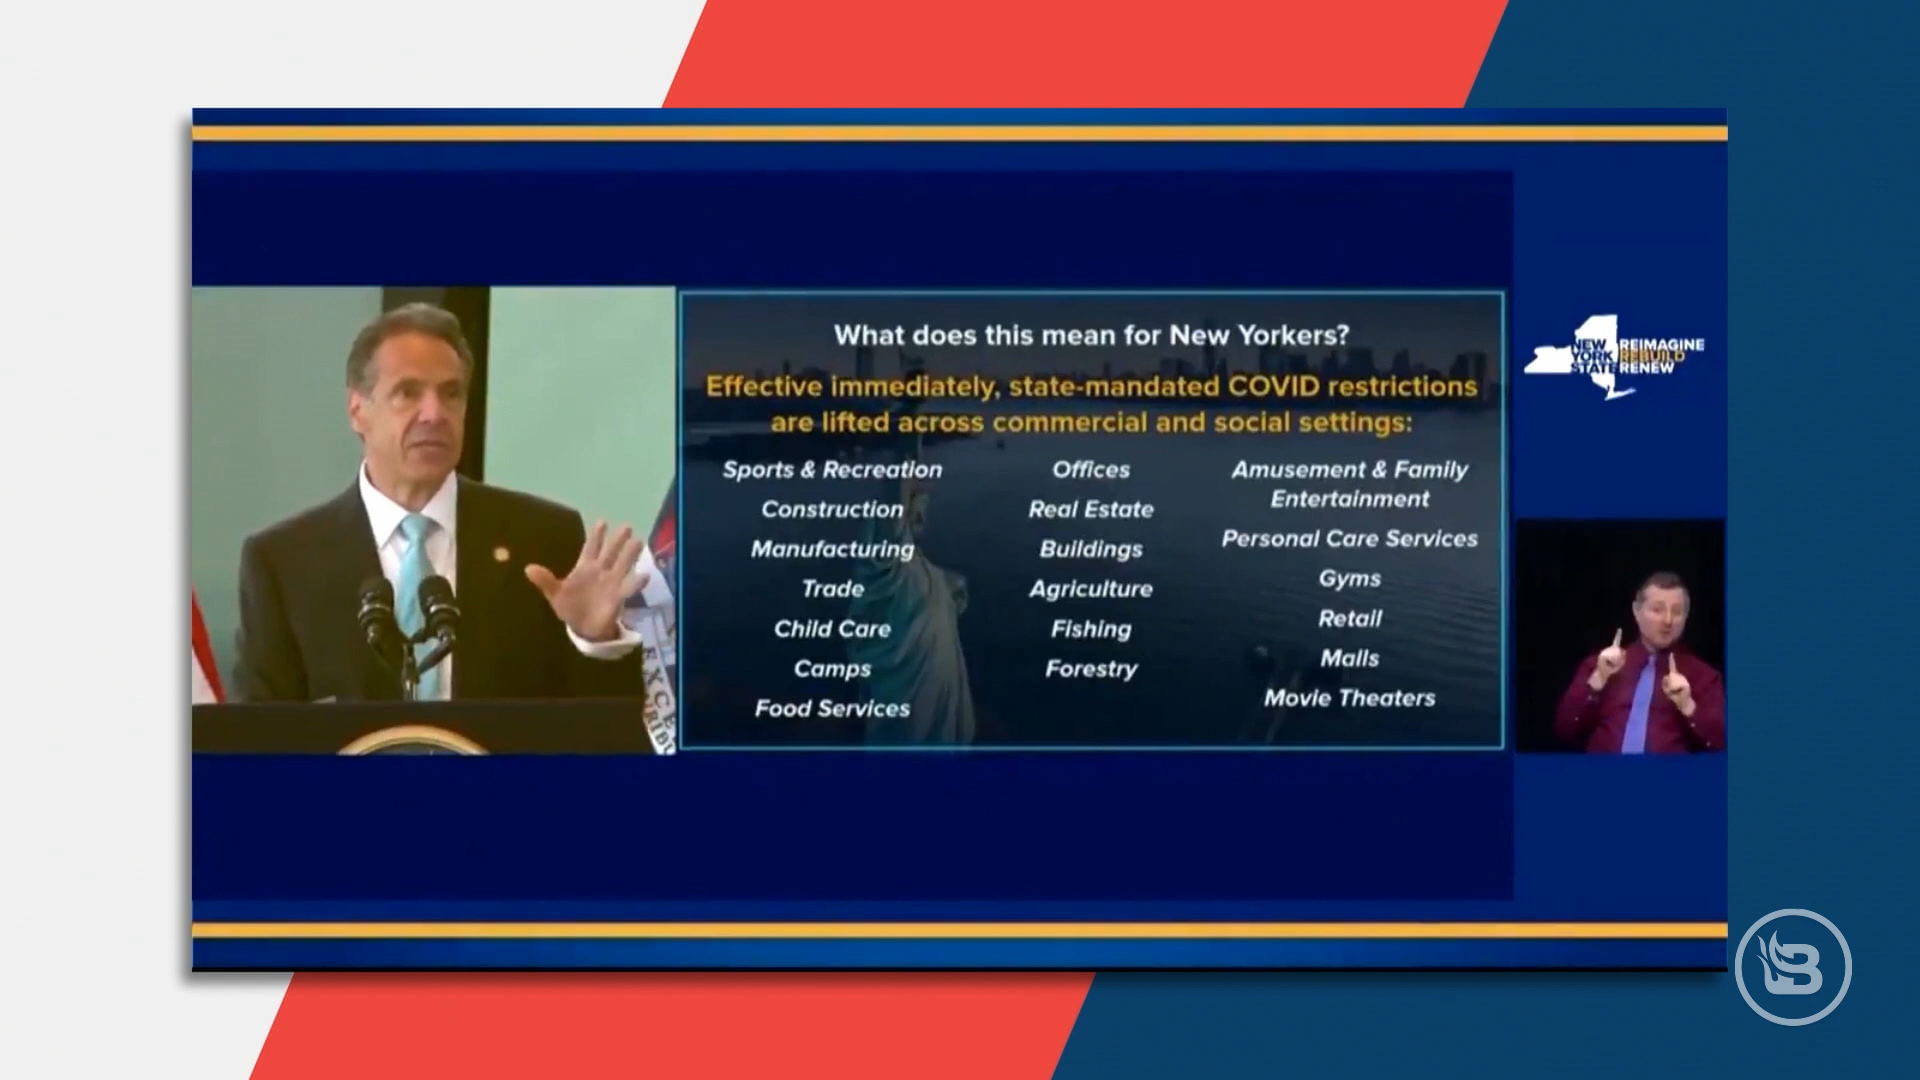 What does this mean for New Yorkers?
Effective immediately, state-mandated COVID restrictions
are lifted across commercial and social settings:
Sports & Recreation
Construction
Manufacturing
Trade
Child Care
Camps
Food Services
Offices
Real Estate
Buildings
Agriculture
Fishing
Forestry
Amusement & Family
Entertainment
Personal Care Services
Gyms
Retail
Malls
Movie Theaters
NEW
YORK
STATE
REIMAGINE
REBUILD
RENEW
B